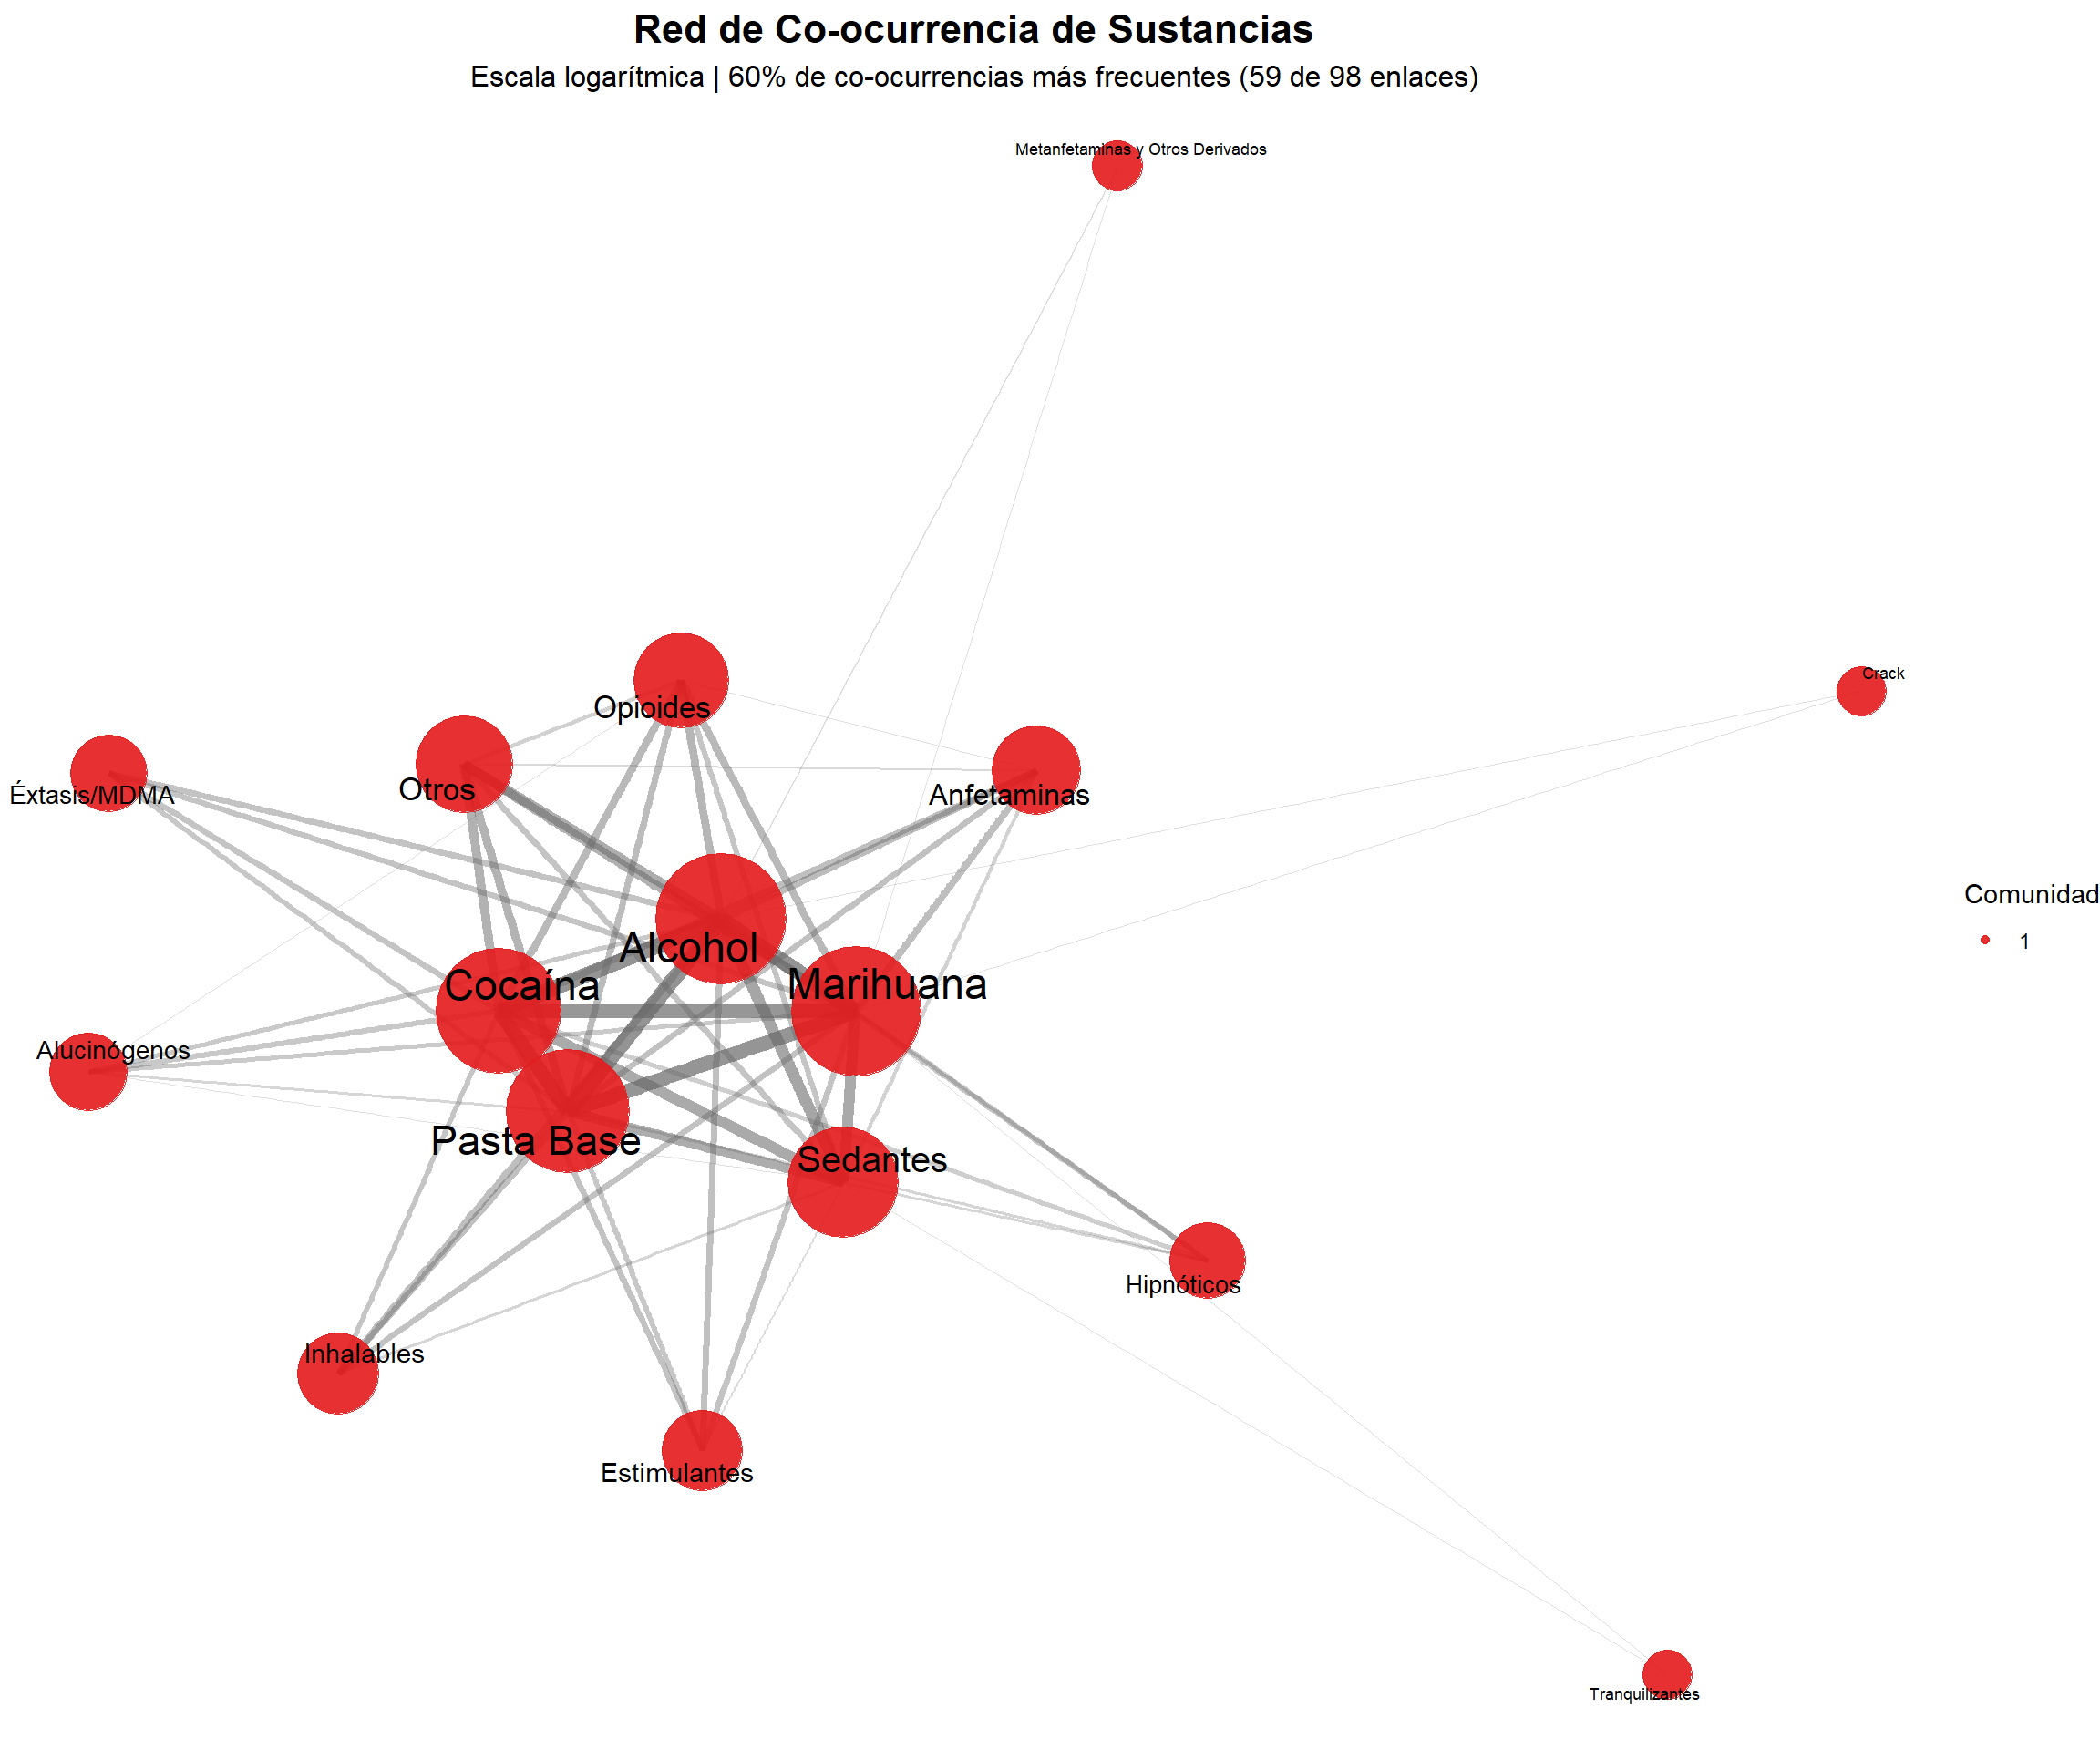 Red de Co-ocurrencia de Sustancias
Escala logarítmica | 60% de co-ocurrencias más frecuentes (59 de 98 enlaces)
Metanfetaminas y Otros Derivados
Crack
Opioides
Otros
Éxtasis/MDMA
Anfetaminas
Comunidad
1
Alcohol
Cocaína
Marihuana
Alucinógenos
Pasta Base
Sedantes
Hipnóticos
Inhalables
Estimulantes
Tranquilizantes